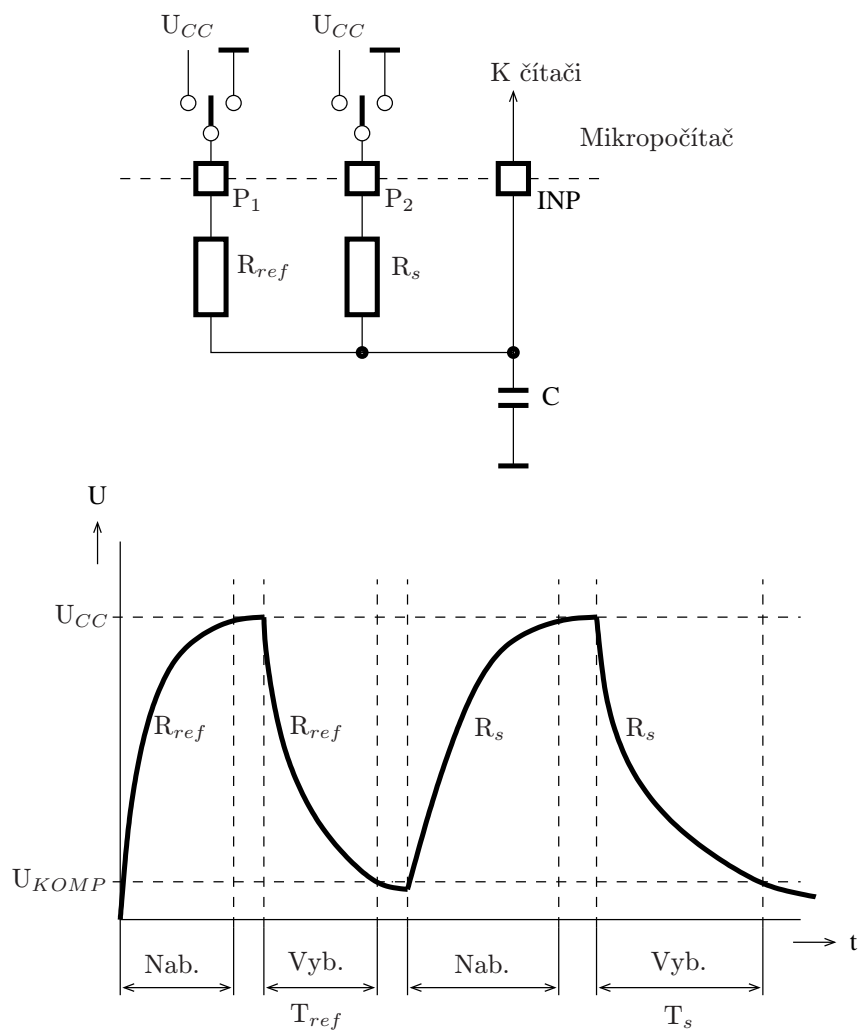 U_CC U_CC
K čítači
Mikropočítač
P_1 P_2 INP
R_ref R_s
C
U
U_CC
R_ref R_ref R_s R_s
U_KOMP
t
Nab. Vyb. Nab. Vyb.
T_ref T_s